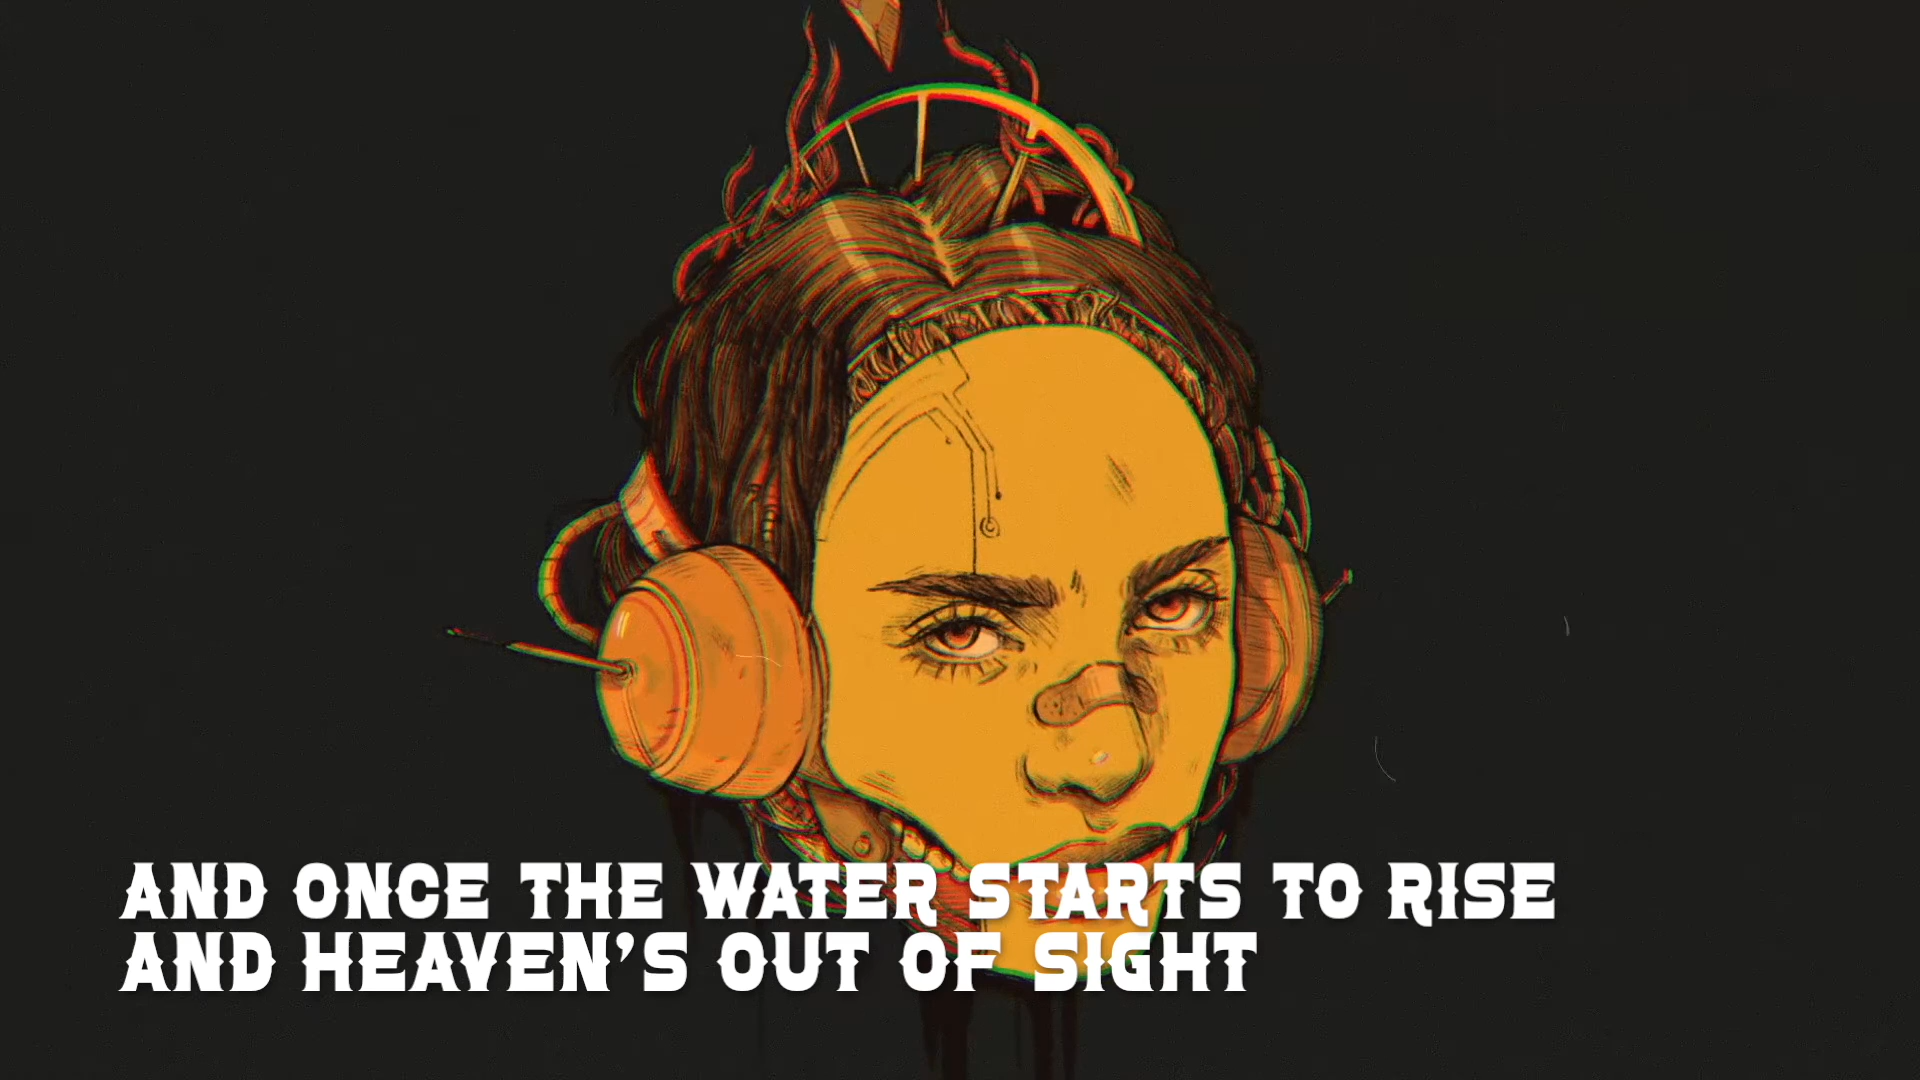 AND ONCE THE WATER STARTS TO RISE
AND HEAVEN'S OUT OF SIGHT